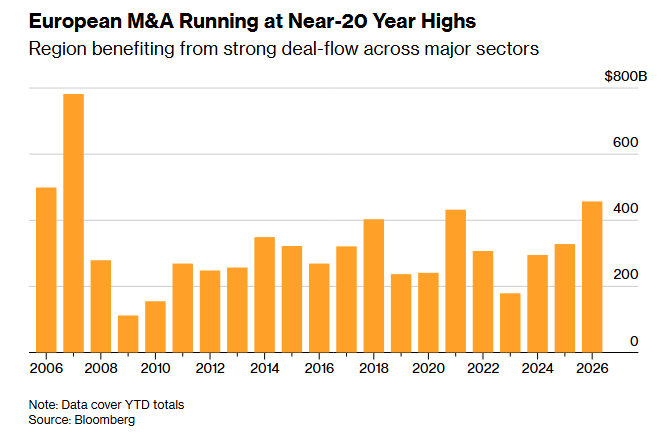 European M&A Running at Near-20 Year Highs
Region benefiting from strong deal-flow across major sectors
$800B
600
400
200
0
2006 2008 2010 2012 2014 2016 2018 2020 2022 2024 2026
Note: Data cover YTD totals
Source: Bloomberg